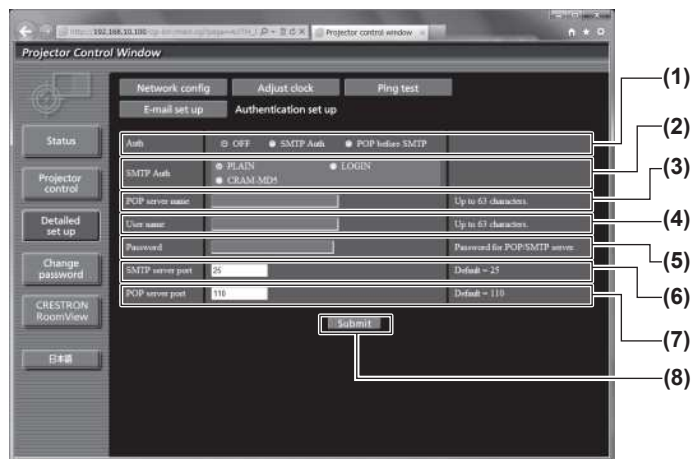 Projector control window
Projector Control Window
Network config Adjust clock Ping test
E-mail set up Authentication set up
Status
Projector control
Detailed set up
Change password
CRESTRON RoomView
日本語
Auth OFF SMTP Auth POP before SMTP
SMTP Auth PLAIN LOGIN
CRAM-MD5
POP server name Up to 63 characters.
User name Up to 63 characters.
Password Password for POP/SMTP server.
SMTP server port 25 Default = 25
POP server port 110 Default = 110
Submit
(1)
(2)
(3)
(4)
(5)
(6)
(7)
(8)